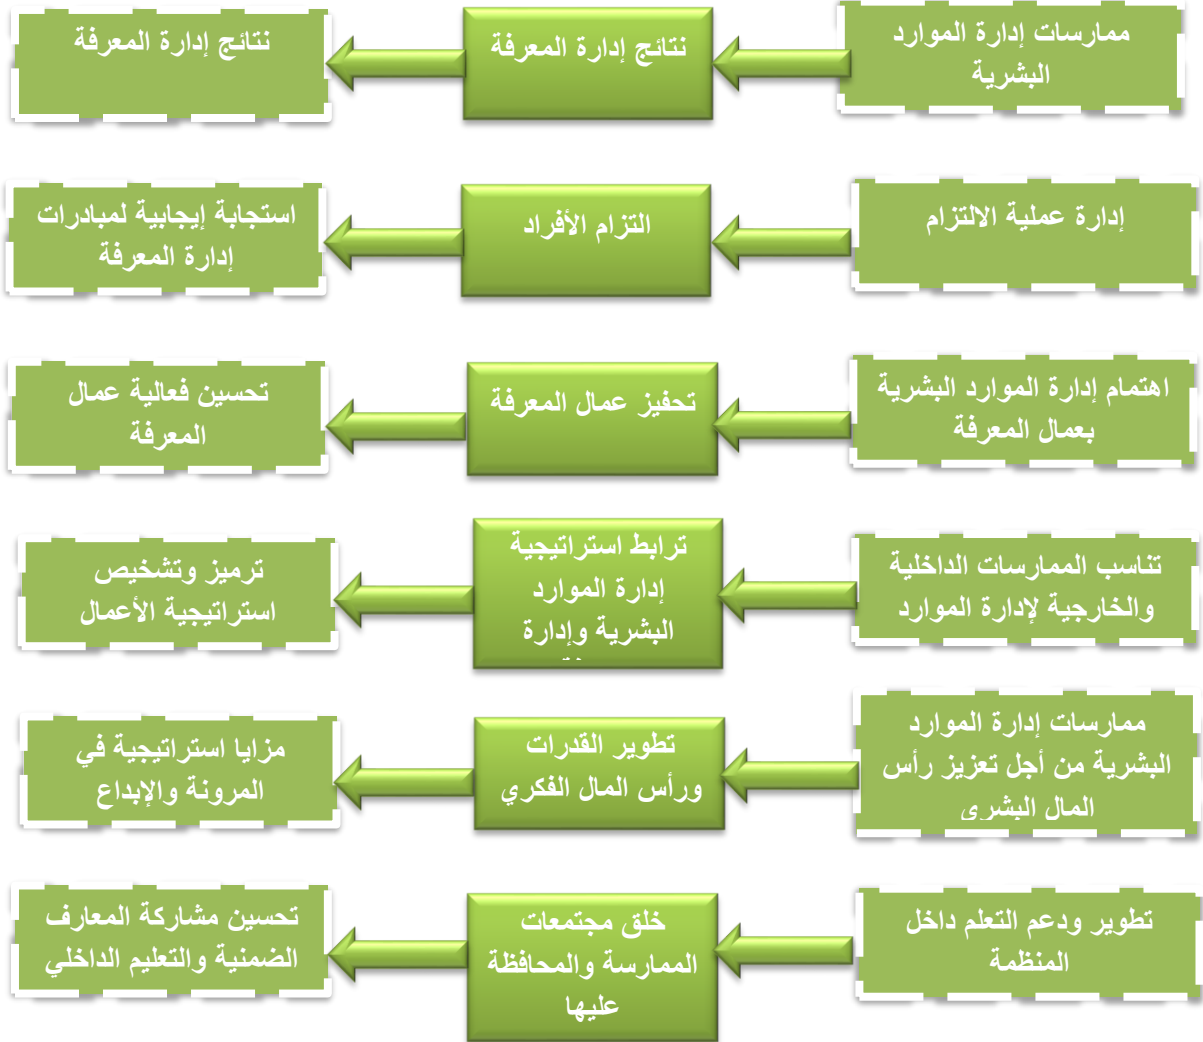 ممارسات إدارة الموارد
البشرية
نتائج إدارة المعرفة
نتائج إدارة المعرفة
إدارة عملية الالتزام
التزام الأفراد
استجابة إيجابية لمبادرات
إدارة المعرفة
اهتمام إدارة الموارد البشرية
بعمال المعرفة
تحفيز عمال المعرفة
تحسين فعالية عمال
المعرفة
تناسب الممارسات الداخلية
والخارجية لإدارة الموارد
ترابط استراتيجية
إدارة الموارد
البشرية وإدارة
ترميز وتشخيص
استراتيجية الأعمال
ممارسات إدارة الموارد
البشرية من أجل تعزيز رأس
المال البشري
تطوير القدرات
ورأس المال الفكري
مزايا استراتيجية في
المرونة والإبداع
تطوير ودعم التعلم داخل
المنظمة
خلق مجتمعات
الممارسة والمحافظة
عليها
تحسين مشاركة المعارف
الضمنية والتعليم الداخلي